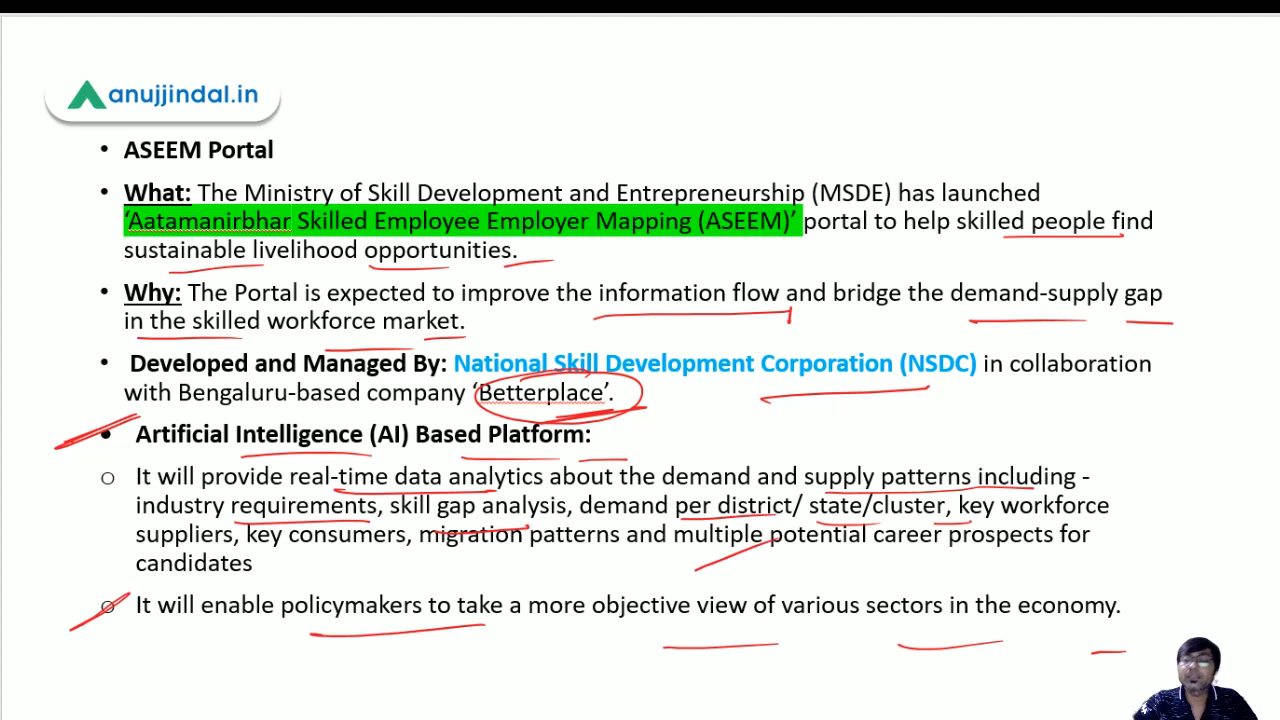 anujjindal.in
• ASEEM Portal
• What: The Ministry of Skill Development and Entrepreneurship (MSDE) has launched
‘Aatamanirbhar Skilled Employee Employer Mapping (ASEEM)’ portal to help skilled people find
sustainable livelihood opportunities.
• Why: The Portal is expected to improve the information flow and bridge the demand-supply gap
in the skilled workforce market.
• Developed and Managed By: National Skill Development Corporation (NSDC) in collaboration
with Bengaluru-based company ‘Betterplace’.
• Artificial Intelligence (AI) Based Platform:
o It will provide real-time data analytics about the demand and supply patterns including -
industry requirements, skill gap analysis, demand per district/ state/cluster, key workforce
suppliers, key consumers, migration patterns and multiple potential career prospects for
candidates
o It will enable policymakers to take a more objective view of various sectors in the economy.